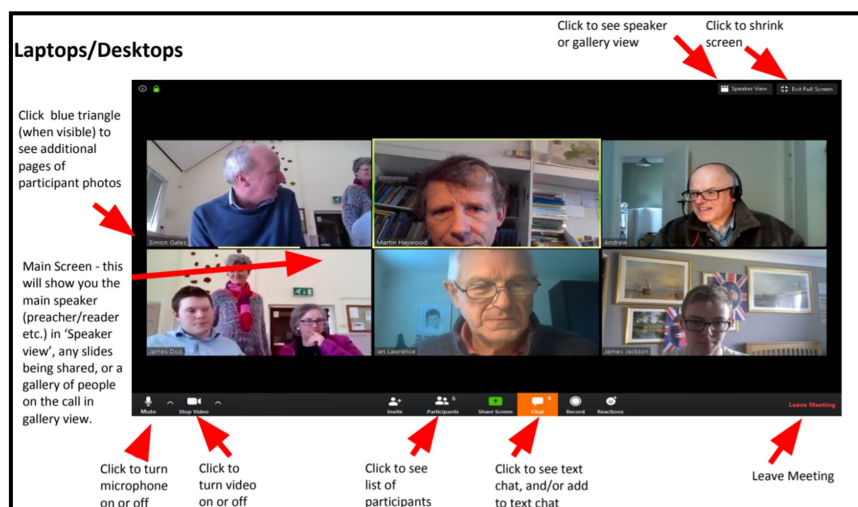 Click to see speaker
or gallery view
Click to shrink
screen
Laptops/Desktops
Speaker View
Exit Full Screen
Click blue triangle
(when visible) to
see additional
pages of
participant photos
Simon Gales
Martin Haywood
Andrew
Main Screen - this
will show you the
main speaker
(preacher/reader
etc.) in ‘Speaker
view’, any slides
being shared, or a
gallery of people
on the call in
gallery view.
James Dos
Ian Lawrence
James Jackson
Mute
Stop Video
Invite
6
Participants
Share Screen
9
Chat
Record
Reactions
Leave Meeting
Click to turn
microphone
on or off
Click to
turn video
on or off
Click to see
list of
participants
Click to see text
chat, and/or add
to text chat
Leave Meeting